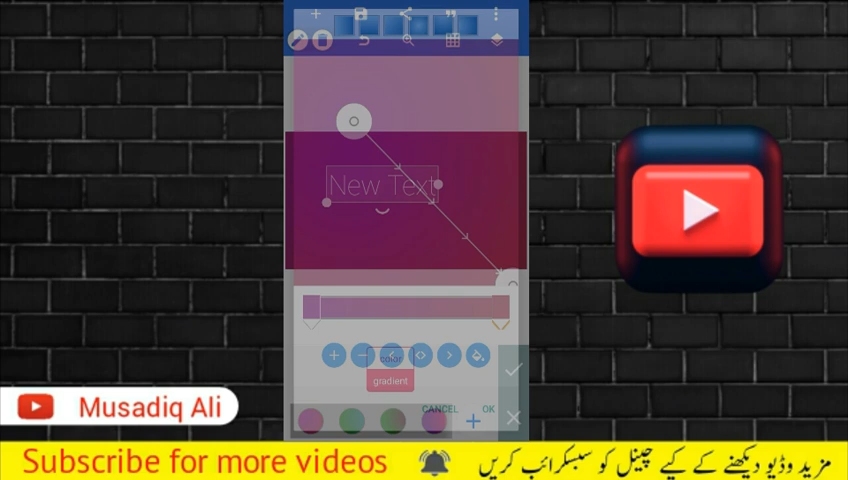 New Text
color
gradient
CANCEL OK
Musadiq Ali
Subscribe for more videos
مزید وڈیو دیکھنے کے لیے چینل کو سبسکرائب کریں